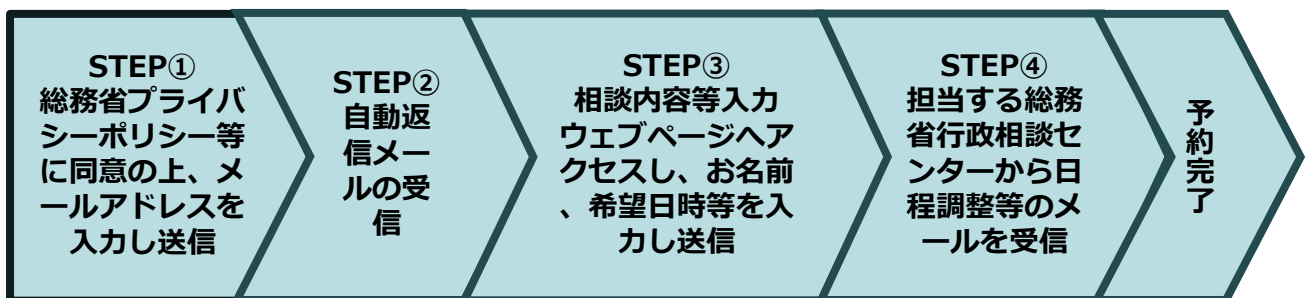 STEP①
総務省プライバ
シーポリシー等
に同意の上、メ
ールアドレスを
入力し送信
STEP②
自動返
信メー
ルの受
信
STEP③
相談内容等入力
ウェブページへア
クセスし、お名前
、希望日時等を入
力し送信
STEP④
担当する総務
省行政相談セ
ンターから日
程調整等のメ
ールを受信
予約完了